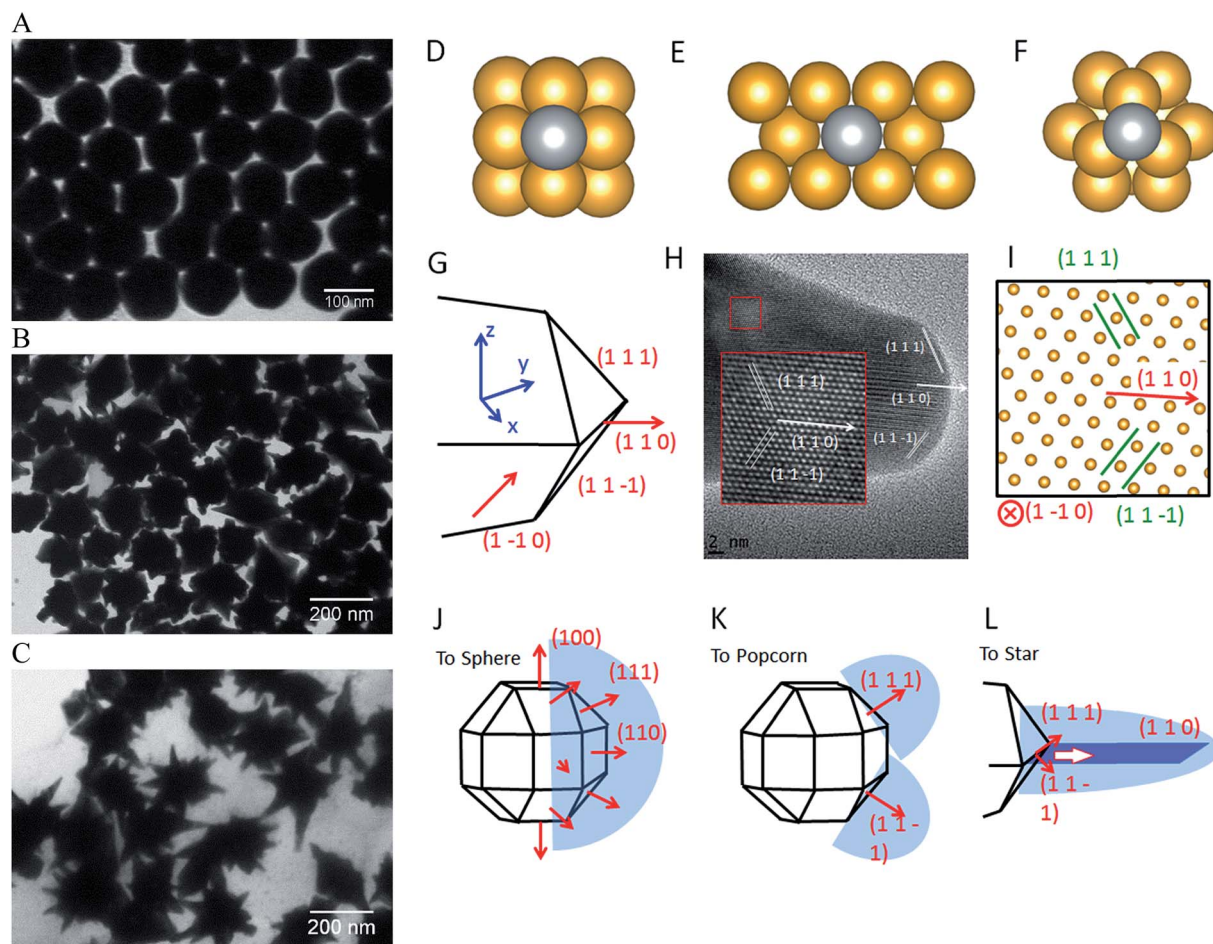 A
100 nm
B
200 nm
C
200 nm
D
E
F
G
z
y
x
(1 1 1)
(1 1 0)
(1 1 -1)
(1 -1 0)
H
(1 1 1)
(1 1 0)
(1 1 -1)
(1 1 1)
(1 1 0)
(1 1 -1)
2 nm
(1 1 1)
I
(1 1 0)
(1 -1 0)
(1 1 -1)
J
To Sphere
(100)
(111)
(110)
K
To Popcorn
(1 1 1)
(1 1 -
1)
L
To Star
(1 1 1)
(1 1 0)
(1 1 -
1)